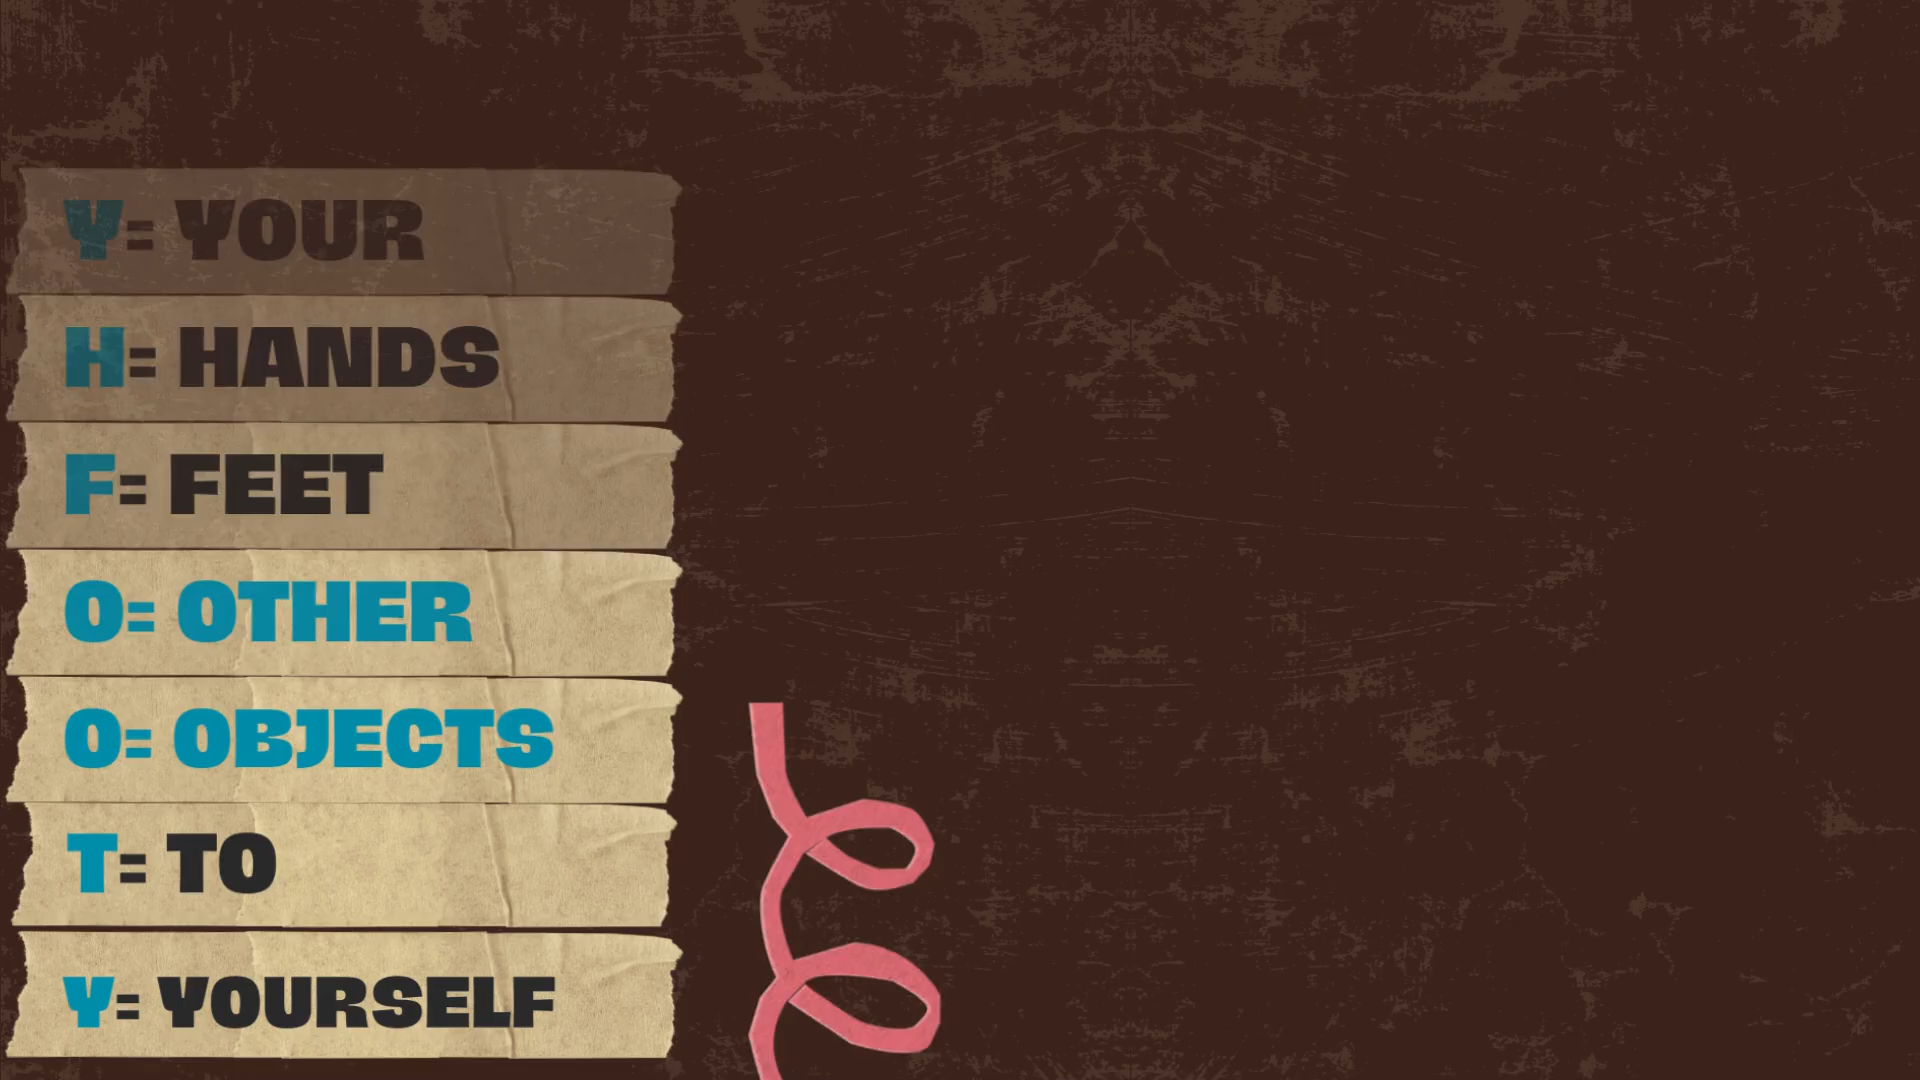 Y= YOUR
H= HANDS
F= FEET
O= OTHER
O= OBJECTS
T= TO
Y= YOURSELF